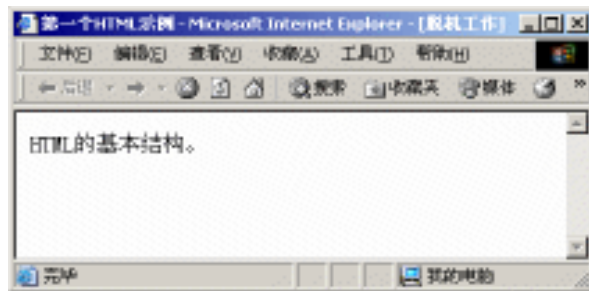 第一个HTML示例 - Microsoft Internet Explorer - [脱机工作]
文件(F) 编辑(E) 查看(V) 收藏(A) 工具(T) 帮助(H)
后退 搜索 收藏夹 媒体 »
HTML的基本结构。
完毕 我的电脑